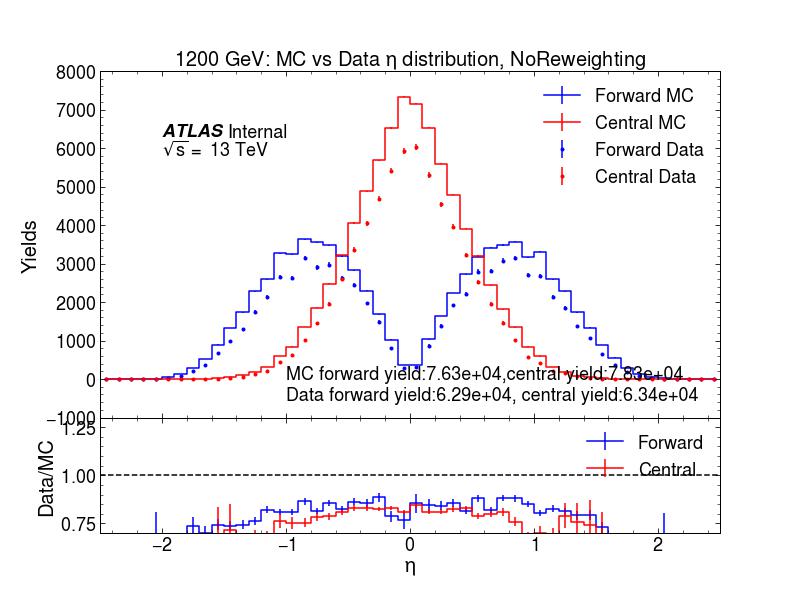 1200 GeV: MC vs Data η distribution, NoReweighting
8000
7000
6000
5000
4000
3000
2000
1000
0
−1000
Yields
ATLAS Internal
√s = 13 TeV
Forward MC
Central MC
Forward Data
Central Data
MC forward yield:7.63e+04,central yield:7.83e+04
Data forward yield:6.29e+04, central yield:6.34e+04
1.25
1.00
0.75
Data/MC
Forward
Central
−2
−1
0
1
2
η